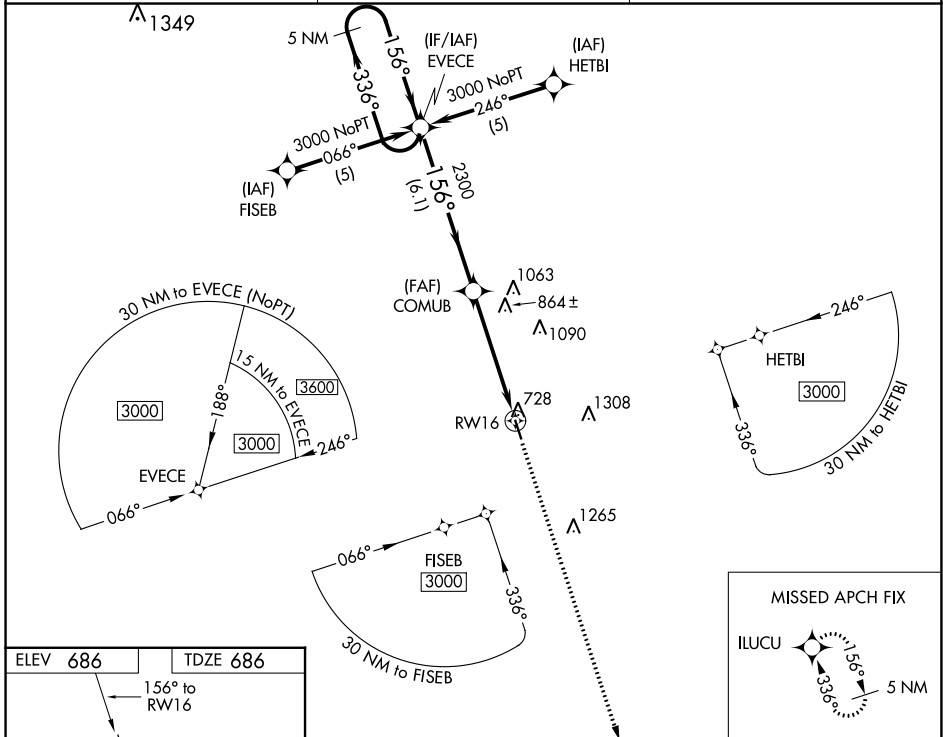 1349
5 NM
156°
336°
(IF/IAF)
EVECE
(IAF)
HETBI
3000 NoPT
246°
(5)
3000 NoPT
066°
(5)
(IAF)
FISEB
2300
156°
(6.1)
(FAF)
COMUB
1063
864±
1090
30 NM to EVECE (NoPT)
15 NM to EVECE
3600
3000
188°
3000
246°
EVECE
066°
246°
HETBI
3000
336°
30 NM to HETBI
728
RW16
1308
1265
066°
FISEB
3000
336°
30 NM to FISEB
MISSED APCH FIX
ILUCU
156°
336°
5 NM
ELEV 686
TDZE 686
156° to
RW16